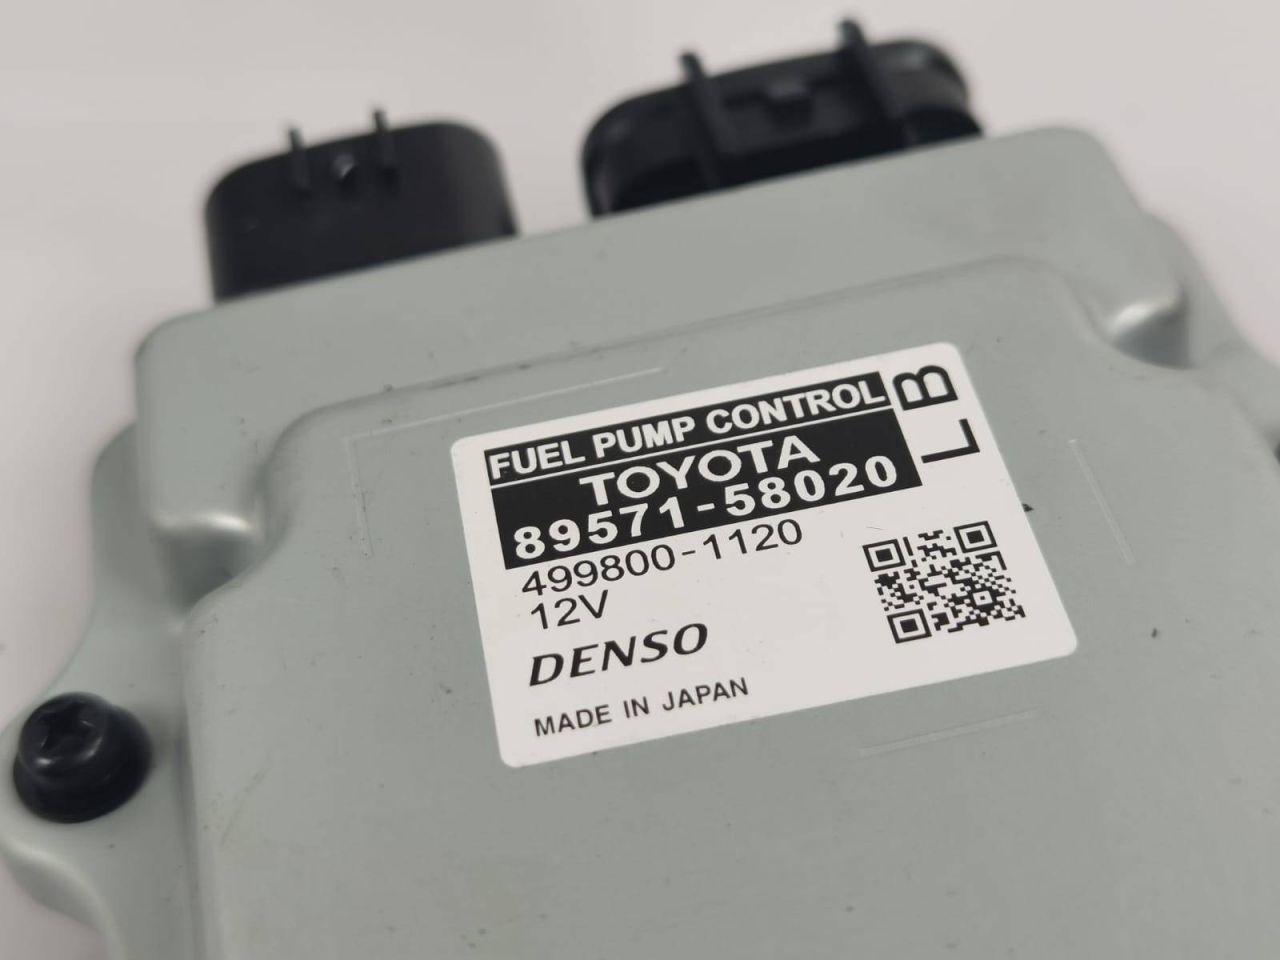 FUEL PUMP CONTROL
TOYOTA
89571-58020
499800-1120
12V
DENSO
MADE IN JAPAN
LB